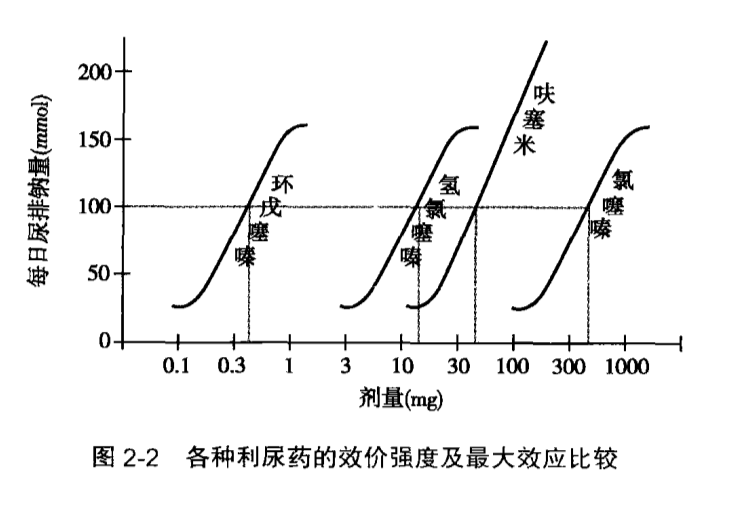 200
150
100
50
0
每日尿排钠量(mmol)
环戊噻嗪
氢氯噻嗪
呋塞米
氯噻嗪
0.1 0.3 1 3 10 30 100 300 1000
剂量(mg)
图 2-2 各种利尿药的效价强度及最大效应比较